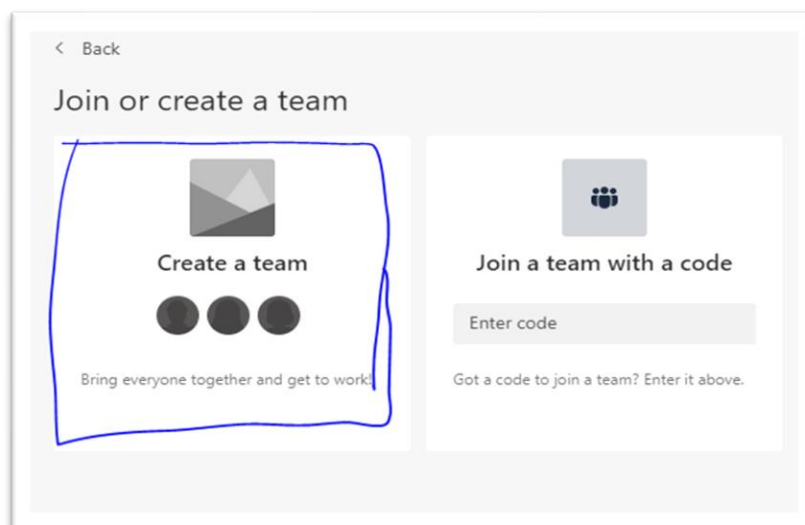 Back
Join or create a team
Create a team
Bring everyone together and get to work!
Join a team with a code
Enter code
Got a code to join a team? Enter it above.